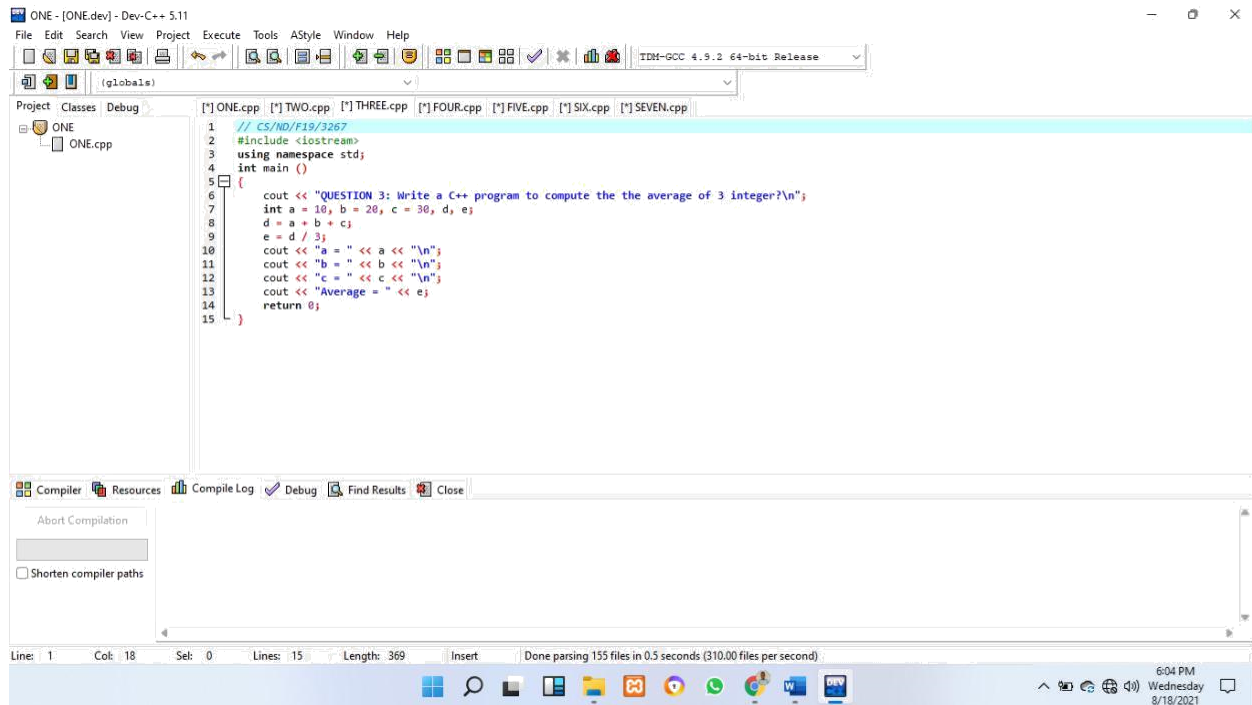 ONE - [ONE.dev] - Dev-C++ 5.11
File Edit Search View Project Execute Tools AStyle Window Help
TDM-GCC 4.9.2 64-bit Release
(globals)
Project Classes Debug
[*] ONE.cpp [*] TWO.cpp [*] THREE.cpp [*] FOUR.cpp [*] FIVE.cpp [*] SIX.cpp [*] SEVEN.cpp
ONE
ONE.cpp
1 // CS/ND/F19/3267
2 #include <iostream>
3 using namespace std;
4 int main ()
5 {
6 cout << "QUESTION 3: Write a C++ program to compute the the average of 3 integer?\n";
7 int a = 10, b = 20, c = 30, d, e;
8 d = a + b + c;
9 e = d / 3;
10 cout << "a = " << a << "\n";
11 cout << "b = " << b << "\n";
12 cout << "c = " << c << "\n";
13 cout << "Average = " << e;
14 return 0;
15 }
Compiler Resources Compile Log Debug Find Results Close
Abort Compilation
Shorten compiler paths
Line: 1 Col: 18 Sel: 0 Lines: 15 Length: 369 Insert Done parsing 155 files in 0.5 seconds (310.00 files per second)
DEV
6:04 PM
Wednesday
8/18/2021